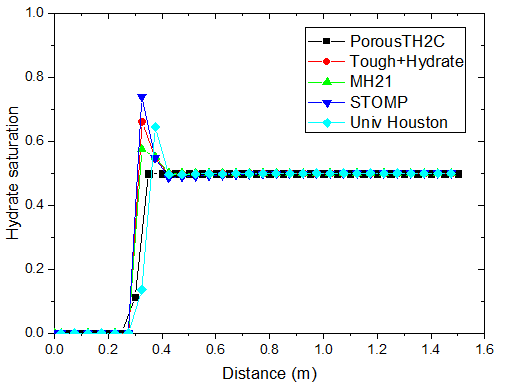 1.0
0.8
0.6
0.4
0.2
0.0
Hydrate saturation
PorousTH2C
Tough+Hydrate
MH21
STOMP
Univ Houston
0.0 0.2 0.4 0.6 0.8 1.0 1.2 1.4 1.6
Distance (m)